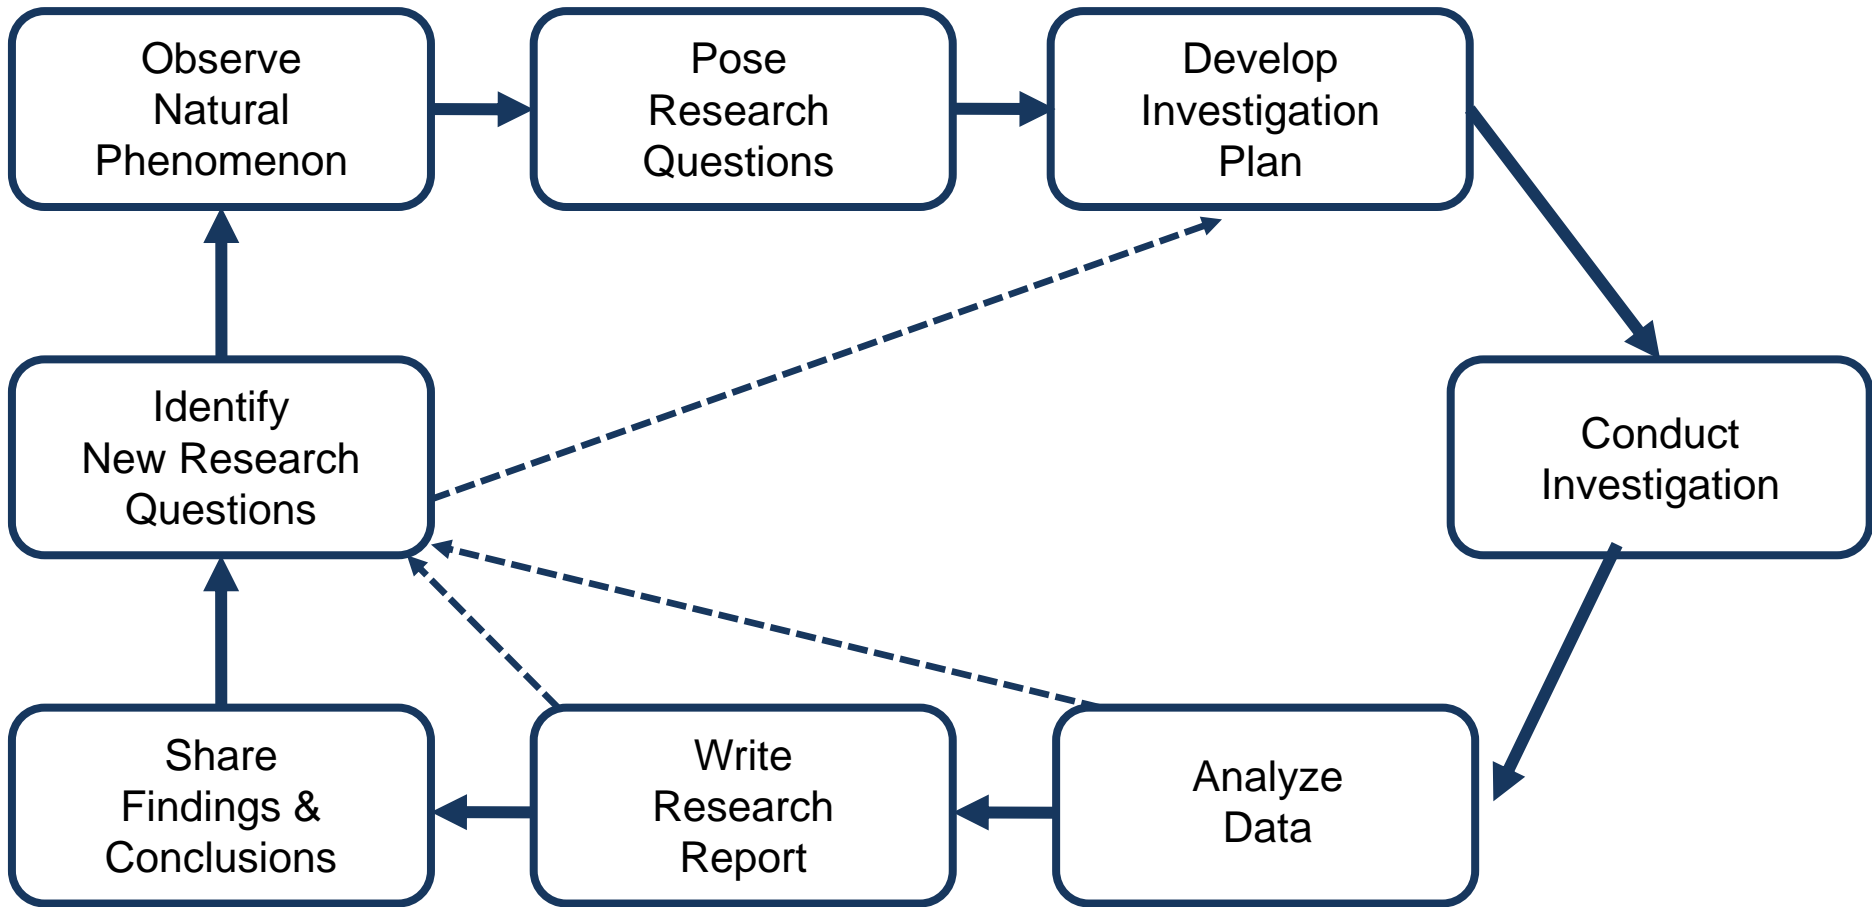 Observe
Natural
Phenomenon
Pose
Research
Questions
Develop
Investigation
Plan
Identify
New Research
Questions
Conduct
Investigation
Share
Findings &
Conclusions
Write
Research
Report
Analyze
Data